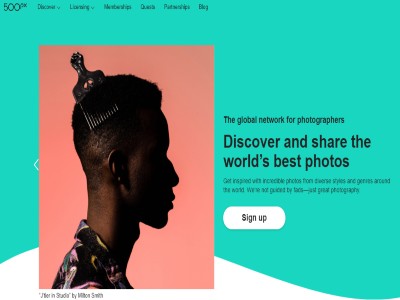 500px Discover Licensing Memberships Quests Partnerships Blog
The global network for photographers
Discover and share the
world's best photos
Get inspired with incredible photos from diverse styles and genres around
the world. We're not guided by fads—just great photography.
Sign up
"J'tier in Studio" by Milton Smith